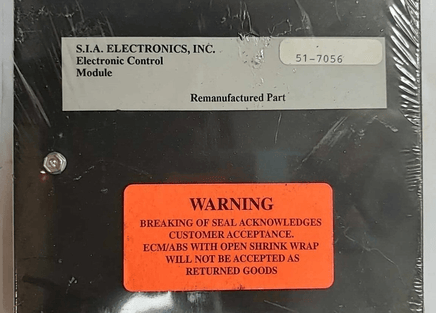 S.I.A. ELECTRONICS, INC.
Electronic Control
Module
51-7056
Remanufactured Part
WARNING
BREAKING OF SEAL ACKNOWLEDGES
CUSTOMER ACCEPTANCE.
ECM/ABS WITH OPEN SHRINK WRAP
WILL NOT BE ACCEPTED AS
RETURNED GOODS